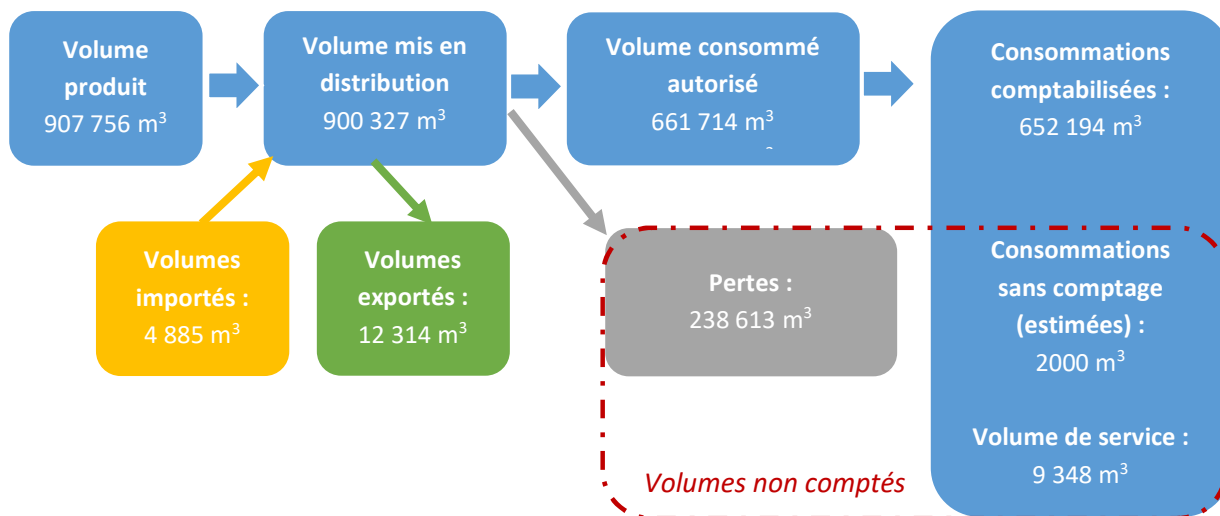 Volume
produit
907 756 m³
Volume mis en
distribution
900 327 m³
Volume consommé
autorisé
661 714 m³
Consommations
comptabilisées :
652 194 m³
Volumes
importés :
4 885 m³
Volumes
exportés :
12 314 m³
Pertes :
238 613 m³
Consommations
sans comptage
(estimées) :
2000 m³
Volume de service :
9 348 m³
Volumes non comptés